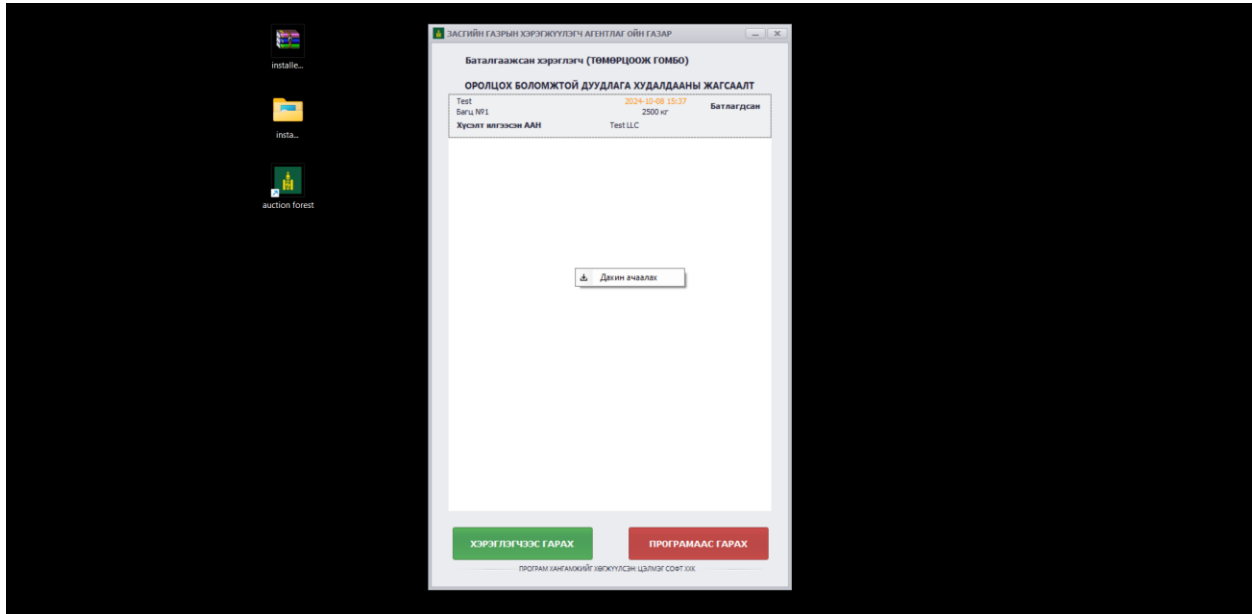 installe...
insta...
auction forest
ЗАСГИЙН ГАЗРЫН ХЭРЭГЖҮҮЛЭГЧ АГЕНТЛАГ ОЙН ГАЗАР
Баталгаажсан хэрэглэгч (ТӨМӨРЦООЖ ГОМБО)
ОРОЛЦОХ БОЛОМЖТОЙ ДУУДЛАГА ХУДАЛДААНЫ ЖАГСААЛТ
Test 2024-10-08 15:37 Батлагдсан
Багц №1 2500 кг
Хүсэлт илгээсэн ААН Test LLC
Дахин ачаалах
ХЭРЭГЛЭГЧЭЭС ГАРАХ ПРОГРАМААС ГАРАХ
ПРОГРАМ ХАНГАМЖИЙГ ХӨГЖҮҮЛСЭН: ЦЭЛМЭГ СОФТ ХХК